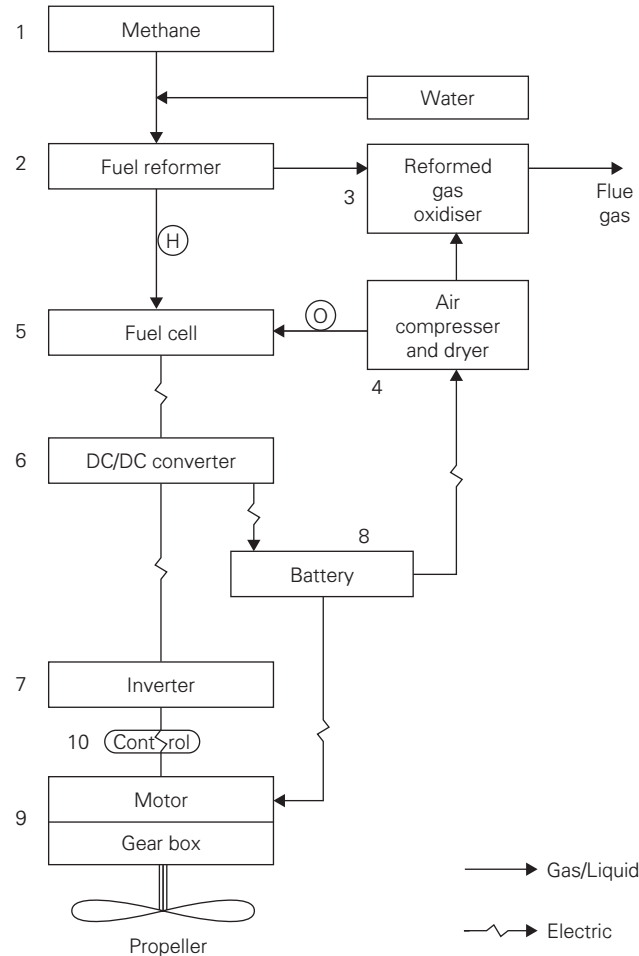 1
Methane
Water
2
Fuel reformer
3
Reformed
gas
oxidiser
Flue
gas
H
5
Fuel cell
O
Air
compresser
and dryer
4
6
DC/DC converter
8
Battery
7
Inverter
10
Control
9
Motor
Gear box
Propeller
Gas/Liquid
Electric